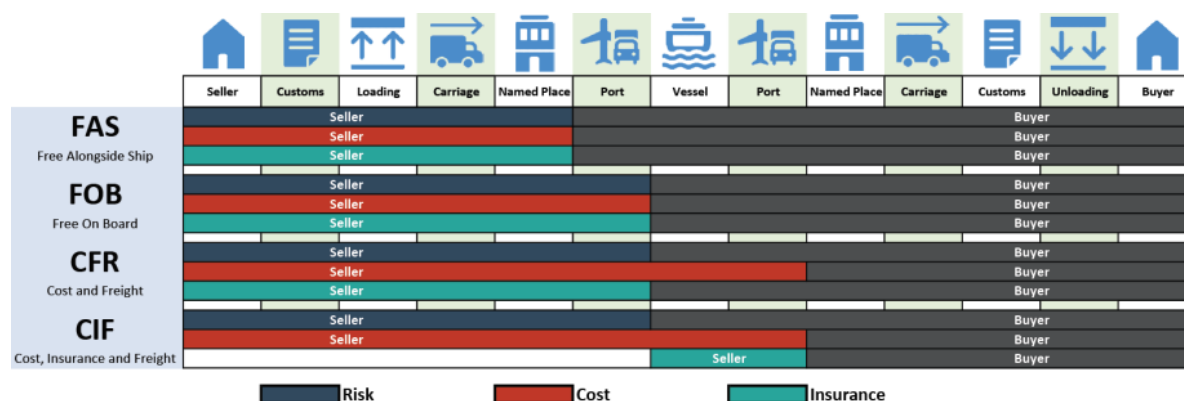 Seller Customs Loading Carriage Named Place Port Vessel Port Named Place Carriage Customs Unloading Buyer
FAS
Free Alongside Ship
Seller Buyer
Seller Buyer
Seller Buyer
FOB
Free On Board
Seller Buyer
Seller Buyer
Seller Buyer
CFR
Cost and Freight
Seller Buyer
Seller Buyer
Seller Buyer
CIF
Cost, Insurance and Freight
Seller Buyer
Seller Buyer
Seller Buyer
Risk Cost Insurance